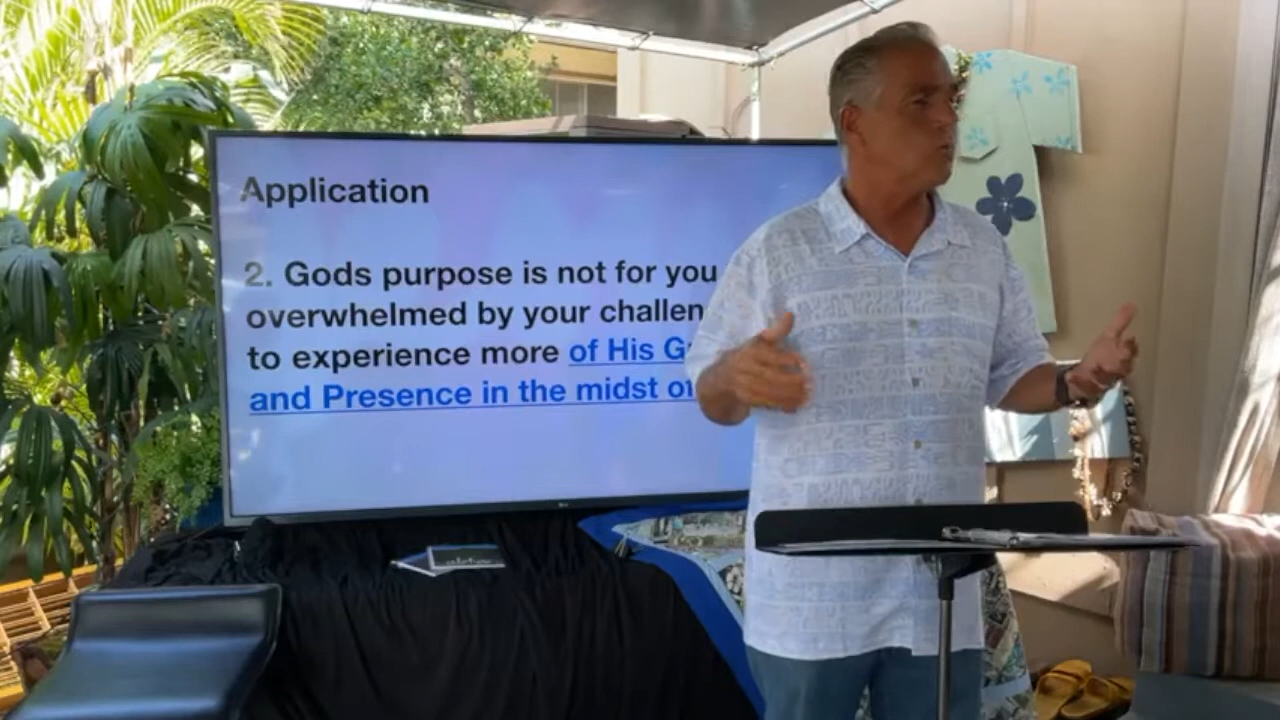 Application
2. Gods purpose is not for you
overwhelmed by your challen
to experience more of His G
and Presence in the midst of